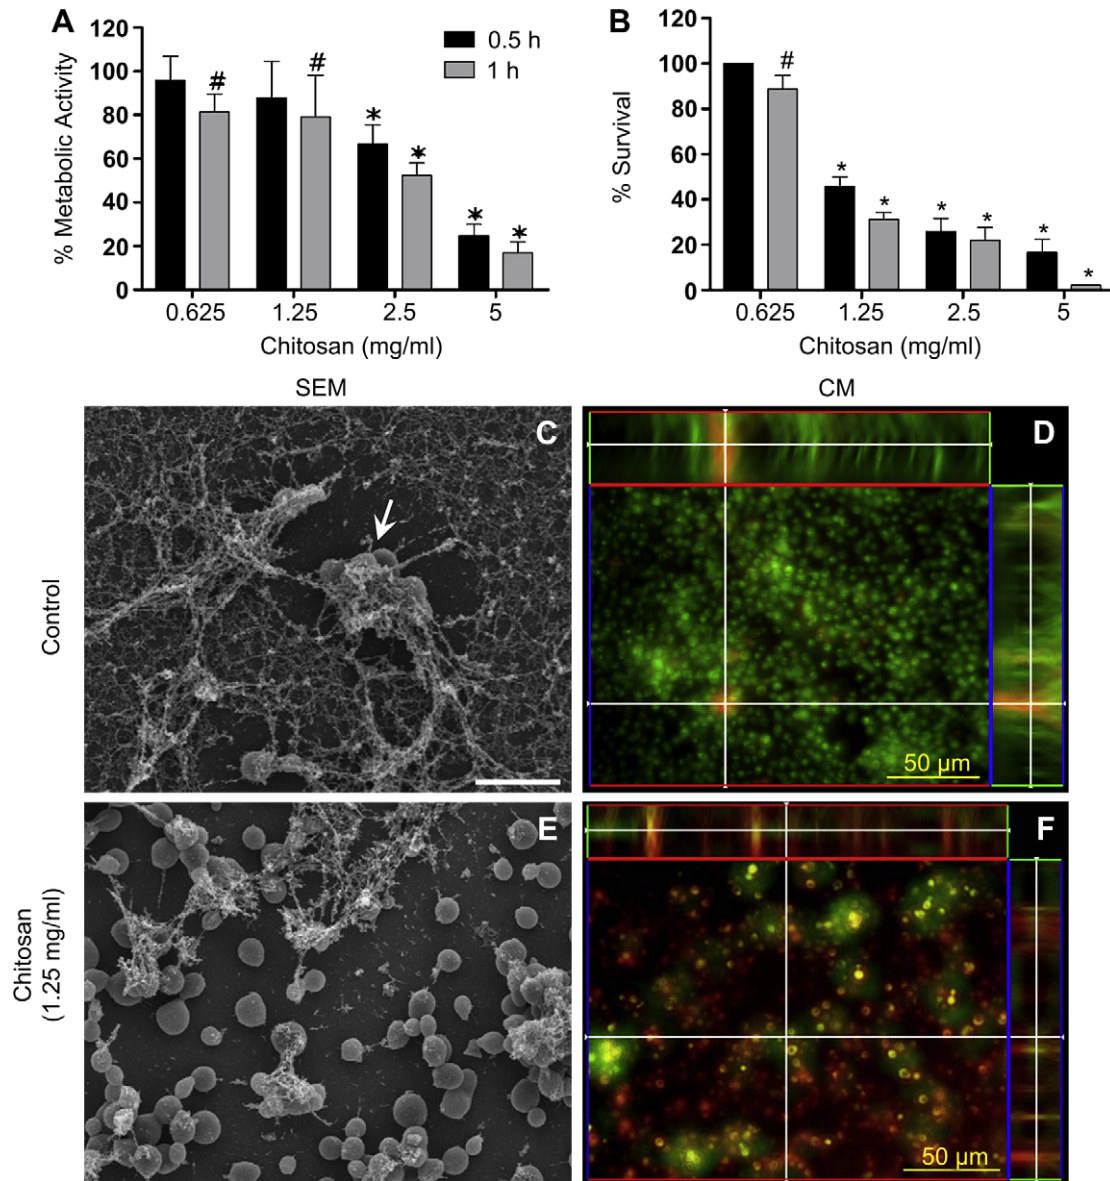 A
% Metabolic Activity
120
100
80
60
40
20
0
# # * * * *
0.5 h
1 h
0.625 1.25 2.5 5
Chitosan (mg/ml)
B
% Survival
120
100
80
60
40
20
0
# * * * * * *
0.625 1.25 2.5 5
Chitosan (mg/ml)
SEM CM
Control
C
D
50 µm
Chitosan
(1.25 mg/ml)
E
F
50 µm